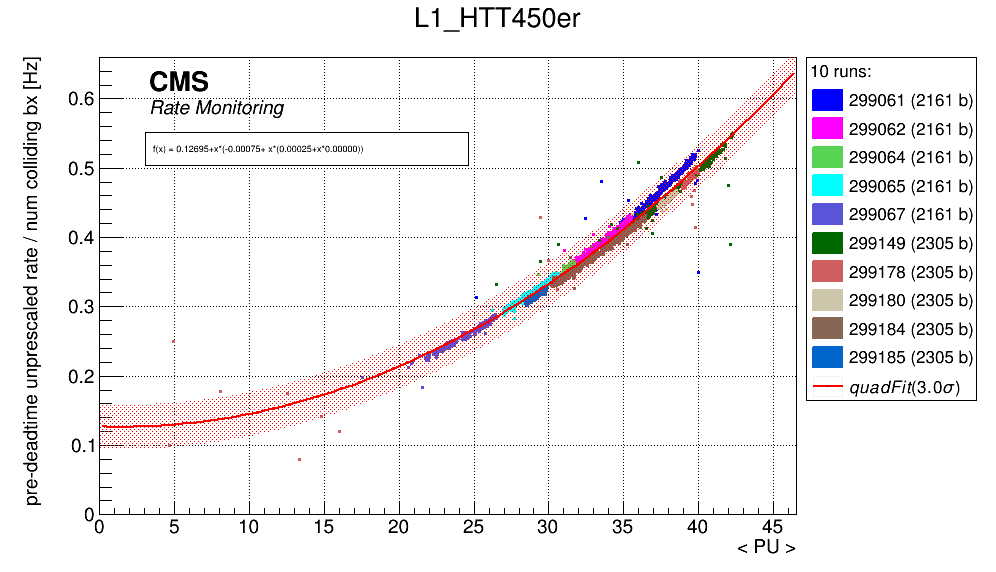 L1_HTT450er
pre-deadtime unprescaled rate / num colliding bx [Hz]
CMS
Rate Monitoring
f(x) = 0.12695+x*(-0.00075+ x*(0.00025+x*0.00000))
0.6
0.5
0.4
0.3
0.2
0.1
0
0 5 10 15 20 25 30 35 40 45
< PU >
10 runs:
299061 (2161 b)
299062 (2161 b)
299064 (2161 b)
299065 (2161 b)
299067 (2161 b)
299149 (2305 b)
299178 (2305 b)
299180 (2305 b)
299184 (2305 b)
299185 (2305 b)
quadFit(3.0σ)